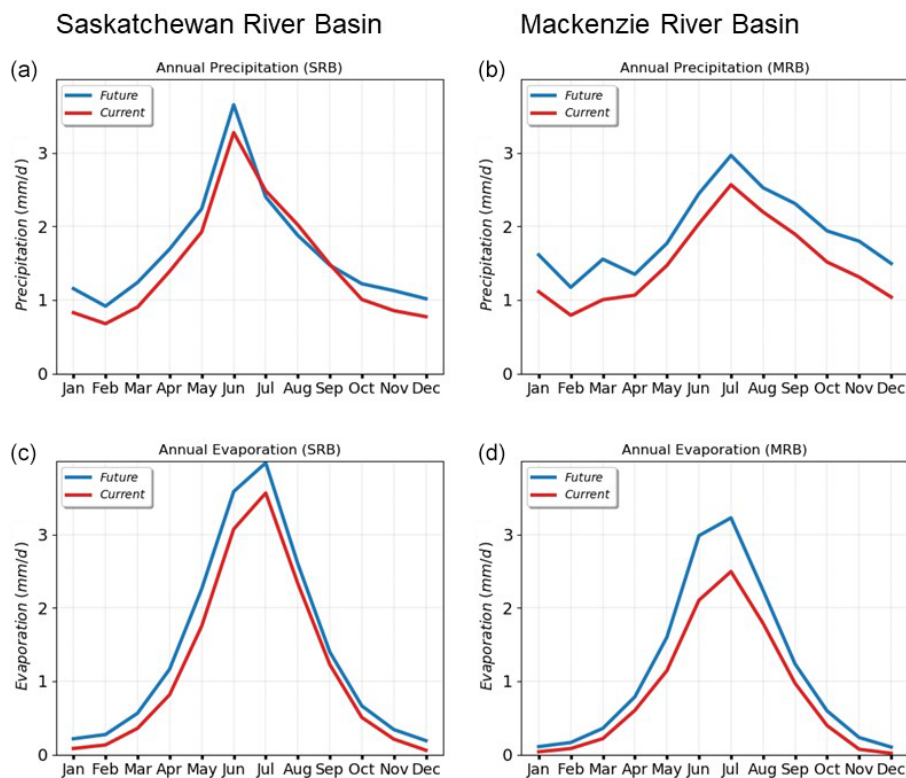 Saskatchewan River Basin
Mackenzie River Basin
(a)
Annual Precipitation (SRB)
Future
Current
Precipitation (mm/d)
3
2
1
0
Jan Feb Mar Apr May Jun Jul Aug Sep Oct Nov Dec
(b)
Annual Precipitation (MRB)
Future
Current
Precipitation (mm/d)
3
2
1
0
Jan Feb Mar Apr May Jun Jul Aug Sep Oct Nov Dec
(c)
Annual Evaporation (SRB)
Future
Current
Evaporation (mm/d)
3
2
1
0
Jan Feb Mar Apr May Jun Jul Aug Sep Oct Nov Dec
(d)
Annual Evaporation (MRB)
Future
Current
Evaporation (mm/d)
3
2
1
0
Jan Feb Mar Apr May Jun Jul Aug Sep Oct Nov Dec